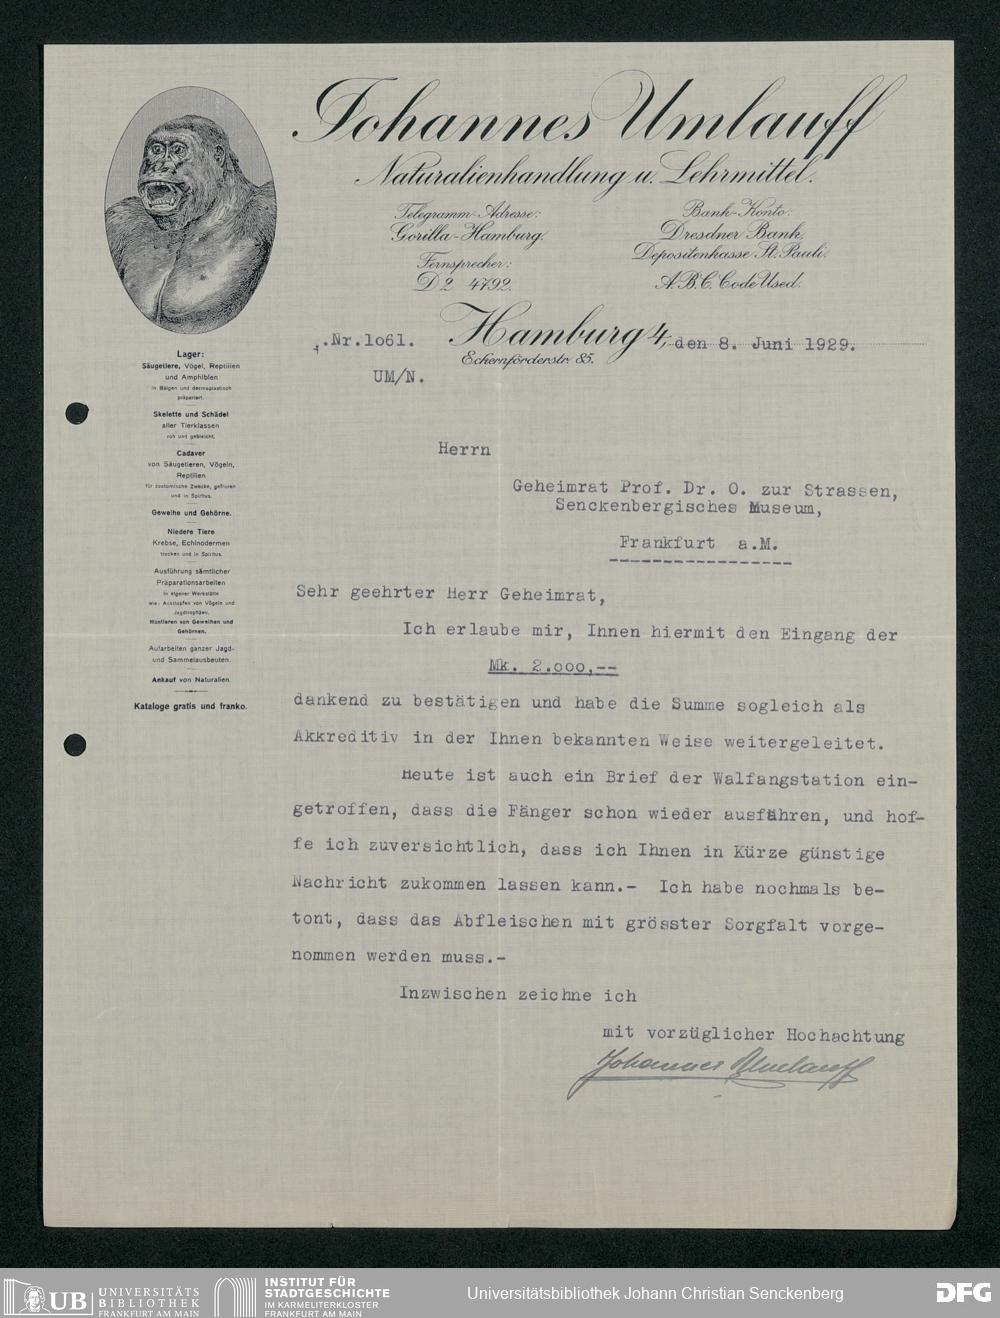 Johannes Umlauff
Naturalienhandlung u. Lehrmittel.
Telegramm-Adresse:
Gorilla-Hamburg.
Fernsprecher:
D2 4792.
Bank-Konto:
Dresdner Bank,
Depositenkasse St. Pauli.
A.B.C. Code Used.
Hamburg 4, den 8. Juni 1929.
Eckernförderstr. 85.
.Nr.1o61.
UM/N.
Lager:
Säugetiere, Vögel, Reptilien
und Amphibien
in Bälgen und dermoplastisch
präpariert.
Skelette und Schädel
aller Tierklassen
roh und gebleicht.
Cadaver
von Säugetieren, Vögeln,
Reptilien
für zootomische Zwecke, gefroren
und in Spiritus.
Geweihe und Gehörne.
Niedere Tiere
Krebse, Echinodermen
trocken und in Spiritus.
Ausführung sämtlicher
Präparationsarbeiten
in eigener Werkstätte
wie: Ausstopfen von Vögeln und
Jagdtrophäen.
Montieren von Geweihen und
Gehörnen.
Aufarbeiten ganzer Jagd-
und Sammelausbeuten.
Ankauf von Naturalien.
Kataloge gratis und franko.
Herrn
Geheimrat Prof. Dr. O. zur Strassen,
Senckenbergisches Museum,
Frankfurt a.M.
Sehr geehrter Herr Geheimrat,
Ich erlaube mir, Ihnen hiermit den Eingang der
Mk. 2.ooo,--
dankend zu bestätigen und habe die Summe sogleich als
Akkreditiv in der Ihnen bekannten Weise weitergeleitet.
Heute ist auch ein Brief der Walfangstation ein-
getroffen, dass die Fänger schon wieder ausfahren, und hof-
fe ich zuversichtlich, dass ich Ihnen in Kürze günstige
Nachricht zukommen lassen kann.- Ich habe nochmals be-
tont, dass das Abfleischen mit grösster Sorgfalt vorge-
nommen werden muss.-
Inzwischen zeichne ich
mit vorzüglicher Hochachtung
Johannes Umlauff
UB UNIVERSITÄTS
BIBLIOTHEK
FRANKFURT AM MAIN
INSTITUT FÜR
STADTGESCHICHTE
IM KARMELITERKLOSTER
FRANKFURT AM MAIN
Universitätsbibliothek Johann Christian Senckenberg
DFG